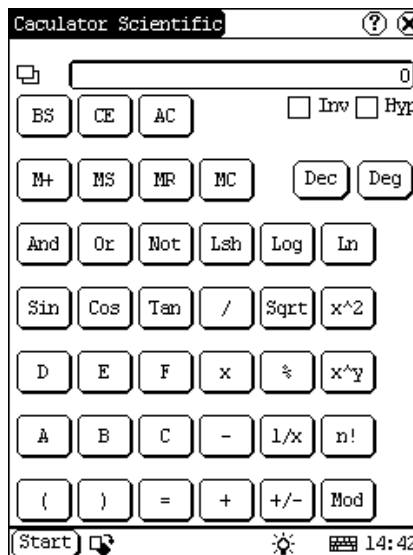 Caculator Scientific ?
0
BS CE AC Inv Hyp
M+ MS MR MC Dec Deg
And Or Not Lsh Log Ln
Sin Cos Tan / Sqrt x^2
D E F x % x^y
A B C - 1/x n!
( ) = + +/- Mod
Start 14:42